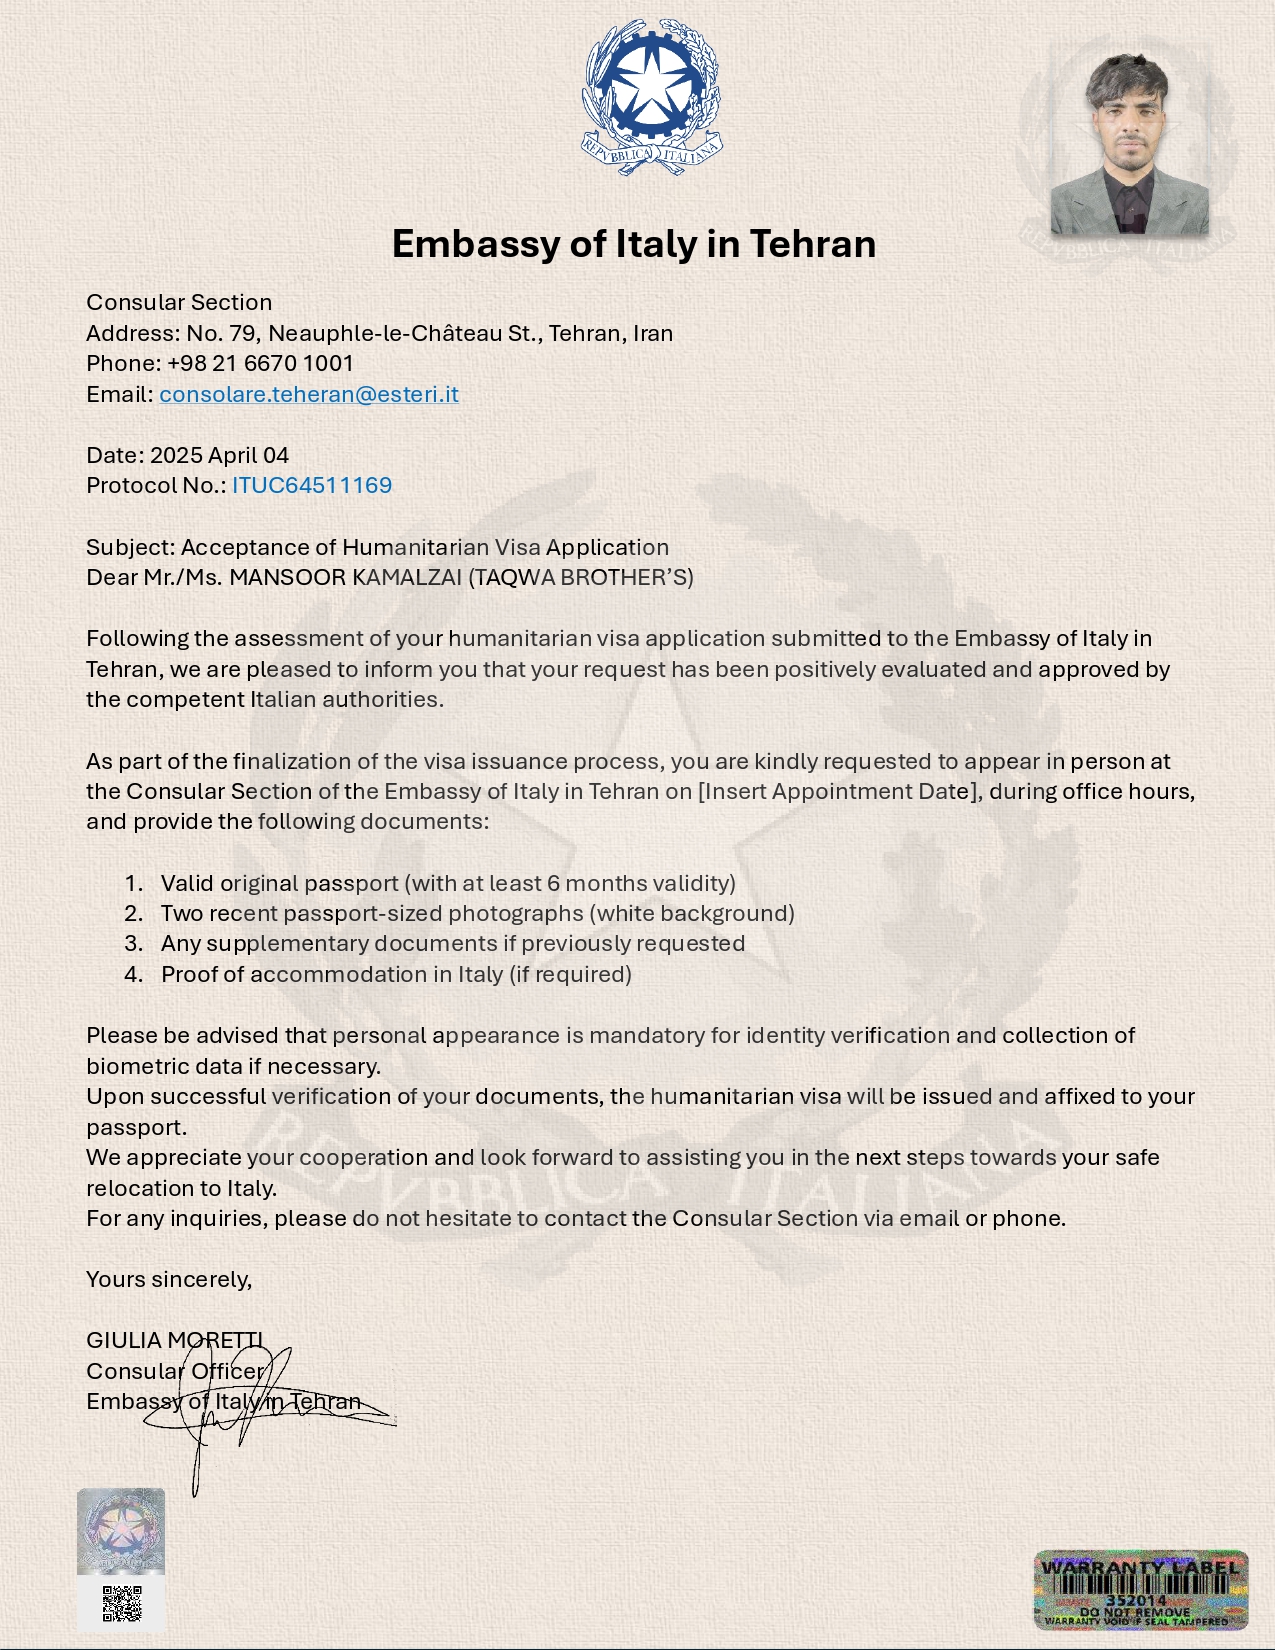 REPVBBLICA ITALIANA
Embassy of Italy in Tehran
Consular Section
Address: No. 79, Neauphle-le-Château St., Tehran, Iran
Phone: +98 21 6670 1001
Email: consolare.teheran@esteri.it
Date: 2025 April 04
Protocol No.: ITUC64511169
Subject: Acceptance of Humanitarian Visa Application
Dear Mr./Ms. MANSOOR KAMALZAI (TAQWA BROTHER’S)
Following the assessment of your humanitarian visa application submitted to the Embassy of Italy in
Tehran, we are pleased to inform you that your request has been positively evaluated and approved by
the competent Italian authorities.
As part of the finalization of the visa issuance process, you are kindly requested to appear in person at
the Consular Section of the Embassy of Italy in Tehran on [Insert Appointment Date], during office hours,
and provide the following documents:
1. Valid original passport (with at least 6 months validity)
2. Two recent passport-sized photographs (white background)
3. Any supplementary documents if previously requested
4. Proof of accommodation in Italy (if required)
Please be advised that personal appearance is mandatory for identity verification and collection of
biometric data if necessary.
Upon successful verification of your documents, the humanitarian visa will be issued and affixed to your
passport.
We appreciate your cooperation and look forward to assisting you in the next steps towards your safe
relocation to Italy.
For any inquiries, please do not hesitate to contact the Consular Section via email or phone.
REPVBBLICA ITALIANA
Yours sincerely,
GIULIA MORETTI
Consular Officer
Embassy of Italy in Tehran
WARRANTY LABEL
352014
DO NOT REMOVE
WARRANTY VOID IF SEAL TAMPERED